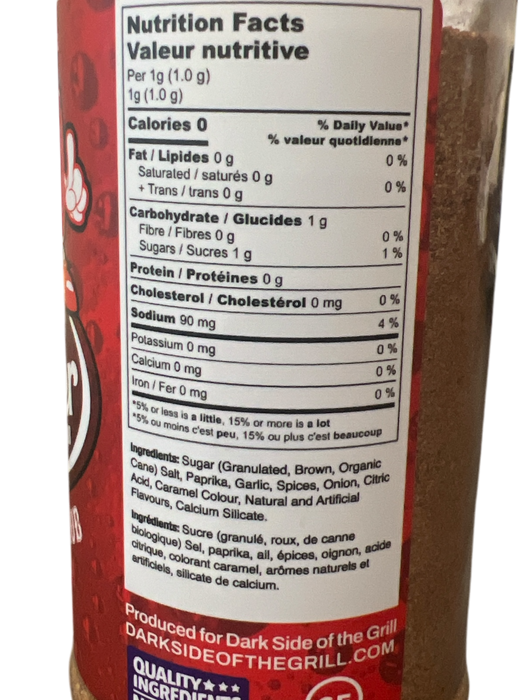 Nutrition Facts
Valeur nutritive
Per 1g (1.0 g)
1g (1.0 g)
Calories 0
% Daily Value*
% valeur quotidienne*
Fat / Lipides 0 g 0 %
Saturated / saturés 0 g
+ Trans / trans 0 g 0 %
Carbohydrate / Glucides 1 g
Fibre / Fibres 0 g 0 %
Sugars / Sucres 1 g 1 %
Protein / Protéines 0 g
Cholesterol / Cholestérol 0 mg 0 %
Sodium 90 mg 4 %
Potassium 0 mg 0 %
Calcium 0 mg 0 %
Iron / Fer 0 mg 0 %
*5% or less is a little, 15% or more is a lot
*5% ou moins c'est peu, 15% ou plus c'est beaucoup
Ingredients: Sugar (Granulated, Brown, Organic
Cane) Salt, Paprika, Garlic, Spices, Onion, Citric
Acid, Caramel Colour, Natural and Artificial
Flavours, Calcium Silicate.
Ingrédients: Sucre (granulé, roux, de canne
biologique) Sel, paprika, ail, épices, oignon, acide
citrique, colorant caramel, arômes naturels et
artificiels, silicate de calcium.
Produced for Dark Side of the Grill
DARKSIDEOFTHEGRILL.COM
QUALITY★★★
INGREDIENTS